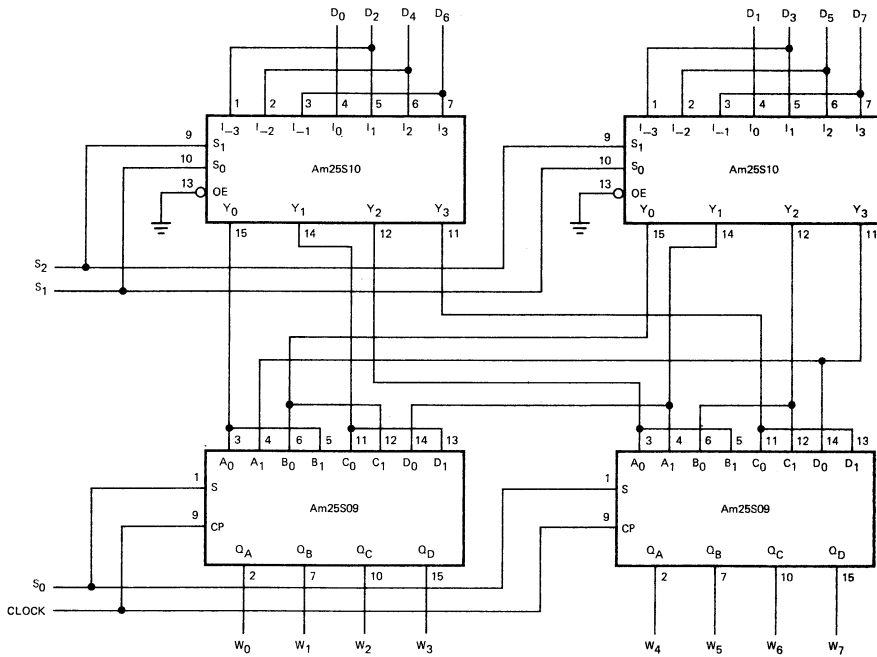 D0 D2 D4 D6 D1 D3 D5 D7
1 2 3 4 5 6 7 1 2 3 4 5 6 7
I-3 I-2 I-1 I0 I1 I2 I3 I-3 I-2 I-1 I0 I1 I2 I3
9 S1 9 S1
10 S0 Am25S10 10 S0 Am25S10
13 OE 13 OE
Y0 Y1 Y2 Y3 Y0 Y1 Y2 Y3
15 14 12 11 15 14 12 11
S2
S1
3 4 6 5 11 12 14 13 3 4 6 5 11 12 14 13
A0 A1 B0 B1 C0 C1 D0 D1 A0 A1 B0 B1 C0 C1 D0 D1
1 S 1 S
Am25S09 Am25S09
9 CP 9 CP
QA QB QC QD QA QB QC QD
2 7 10 15 2 7 10 15
S0
CLOCK
W0 W1 W2 W3 W4 W5 W6 W7